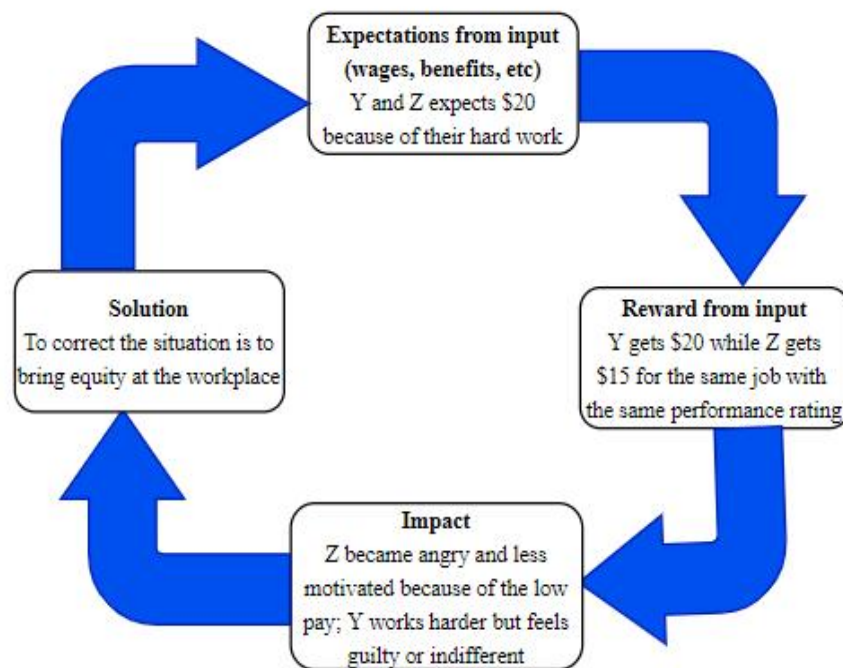 Expectations from input
(wages, benefits, etc)
Y and Z expects $20
because of their hard work
Reward from input
Y gets $20 while Z gets
$15 for the same job with
the same performance rating
Impact
Z became angry and less
motivated because of the low
pay; Y works harder but feels
guilty or indifferent
Solution
To correct the situation is to
bring equity at the workplace